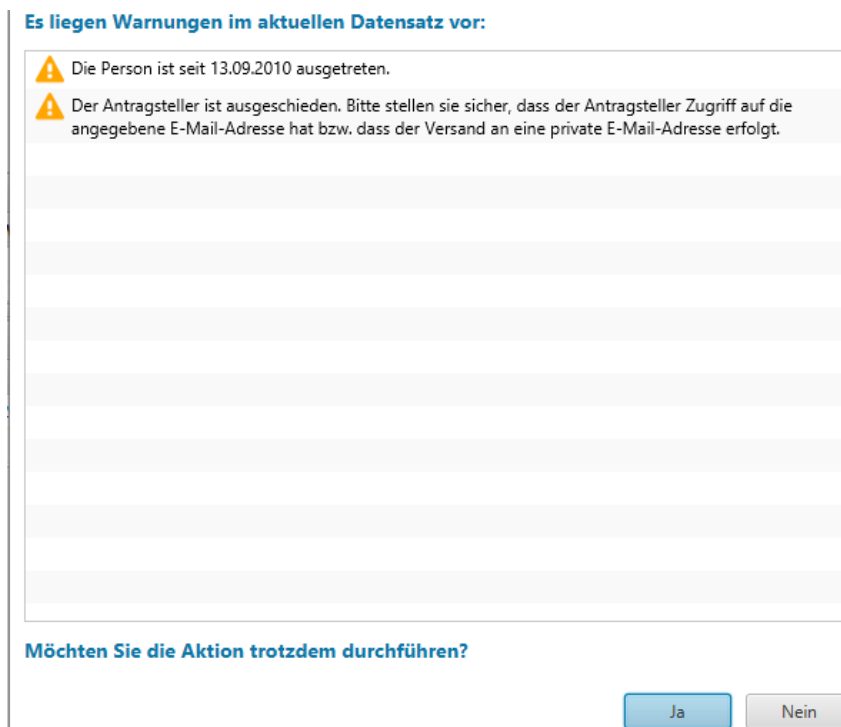 Es liegen Warnungen im aktuellen Datensatz vor:
Die Person ist seit 13.09.2010 ausgetreten.
Der Antragsteller ist ausgeschieden. Bitte stellen sie sicher, dass der Antragsteller Zugriff auf die
angegebene E-Mail-Adresse hat bzw. dass der Versand an eine private E-Mail-Adresse erfolgt.
Möchten Sie die Aktion trotzdem durchführen?
Ja Nein